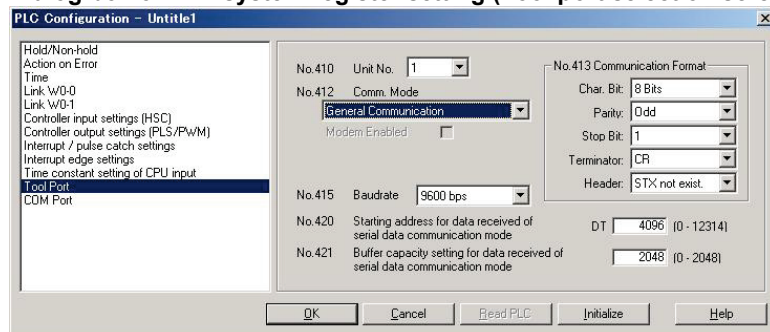 PLC Configuration - Untitle1
Hold/Non-hold
Action on Error
Time
Link W0-0
Link W0-1
Controller input settings (HSC)
Controller output settings (PLS/PWM)
Interrupt / pulse catch settings
Interrupt edge settings
Time constant setting of CPU input
Tool Port
COM Port
No.410 Unit No. 1
No.412 Comm. Mode
General Communication
Modem Enabled
No.415 Baudrate 9600 bps
No.420 Starting address for data received of
serial data communication mode
DT 4096 (0 - 12314)
No.421 Buffer capacity setting for data received of
serial data communication mode
2048 (0 - 2048)
No.413 Communication Format
Char. Bit: 8 Bits
Parity: Odd
Stop Bit: 1
Terminator: CR
Header: STX not exist.
OK Cancel Read PLC Initialize Help